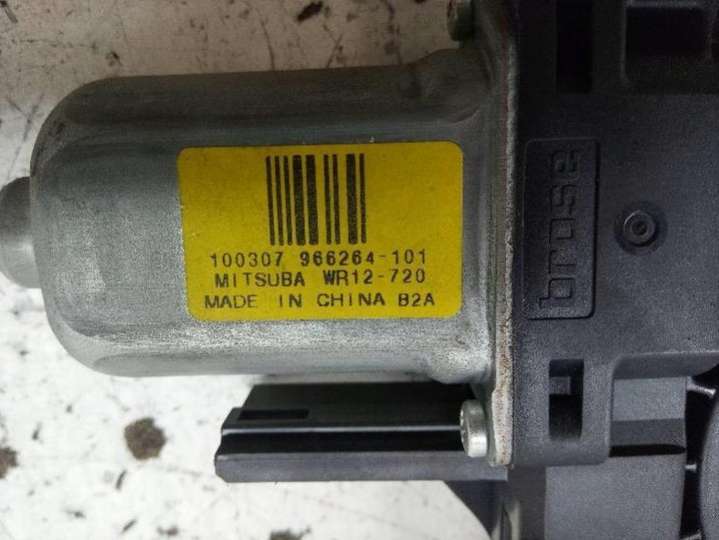 100307 966264-101
MITSUBA WR12-720
MADE IN CHINA B2A
brose